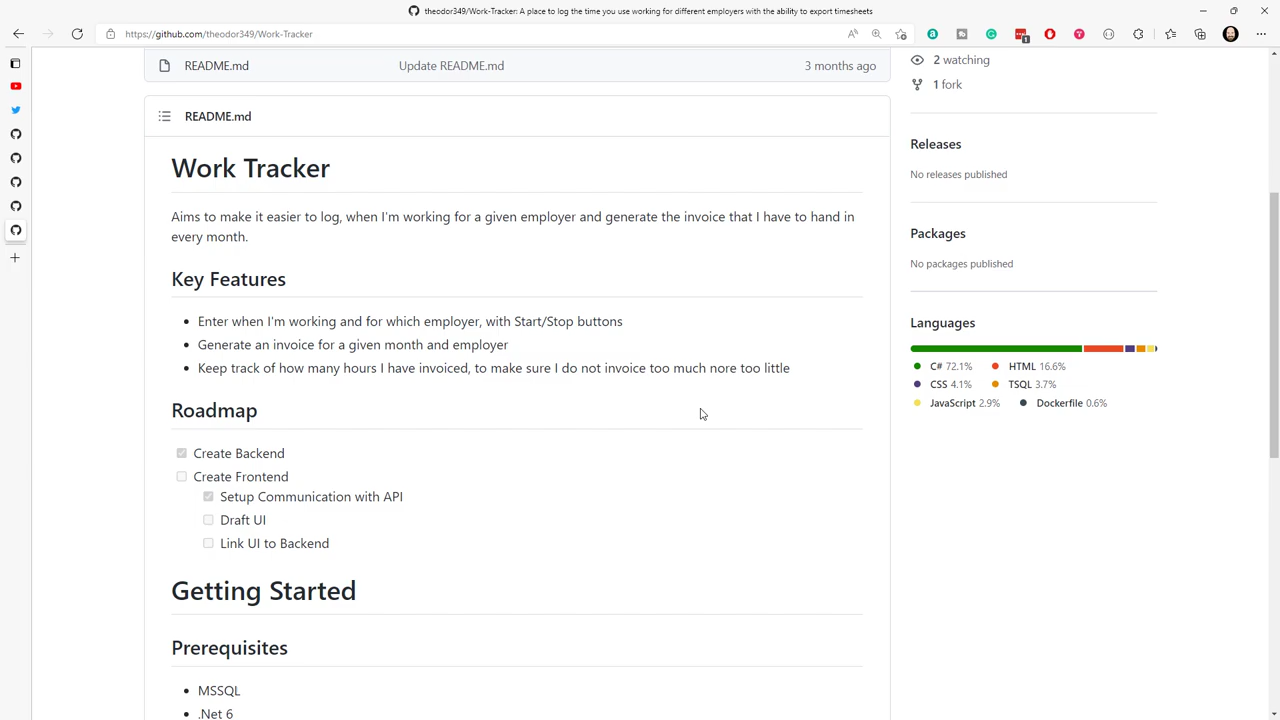 theodor349/Work-Tracker: A place to log the time you use working for different employers with the ability to export timesheets
https://github.com/theodor349/Work-Tracker
README.md Update README.md 3 months ago
README.md
Work Tracker
Aims to make it easier to log, when I'm working for a given employer and generate the invoice that I have to hand in
every month.
Key Features
• Enter when I'm working and for which employer, with Start/Stop buttons
• Generate an invoice for a given month and employer
• Keep track of how many hours I have invoiced, to make sure I do not invoice too much nore too little
Roadmap
Create Backend
Create Frontend
Setup Communication with API
Draft UI
Link UI to Backend
Getting Started
Prerequisites
• MSSQL
• .Net 6
2 watching
1 fork
Releases
No releases published
Packages
No packages published
Languages
C# 72.1% HTML 16.6%
CSS 4.1% TSQL 3.7%
JavaScript 2.9% Dockerfile 0.6%